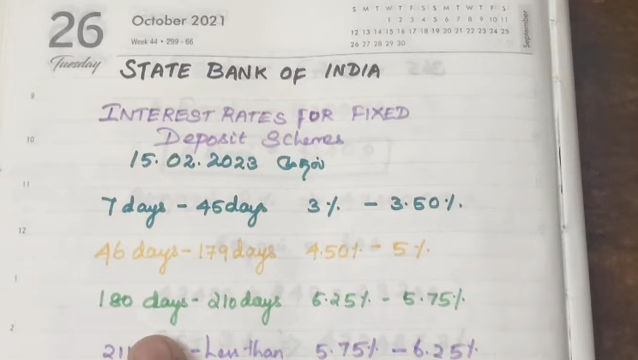 26
October 2021
Week 44 • 299 - 66
Tuesday
September
S M T W T F S S M T W T F S
1 2 3 4 5 6 7 8 9 10 11
12 13 14 15 16 17 18 19 20 21 22 23 24 25
26 27 28 29 30
STATE BANK OF INDIA
9
INTEREST RATES FOR FIXED
Deposit Schemes
10
15.02.2023
11
7 days - 45days 3% - 3.50%.
12
46 days - 179 days 4.50% - 5%.
1
180 days - 210 days 5.25% - 5.75%
2
211 - Less than 5.75% - 6.25%